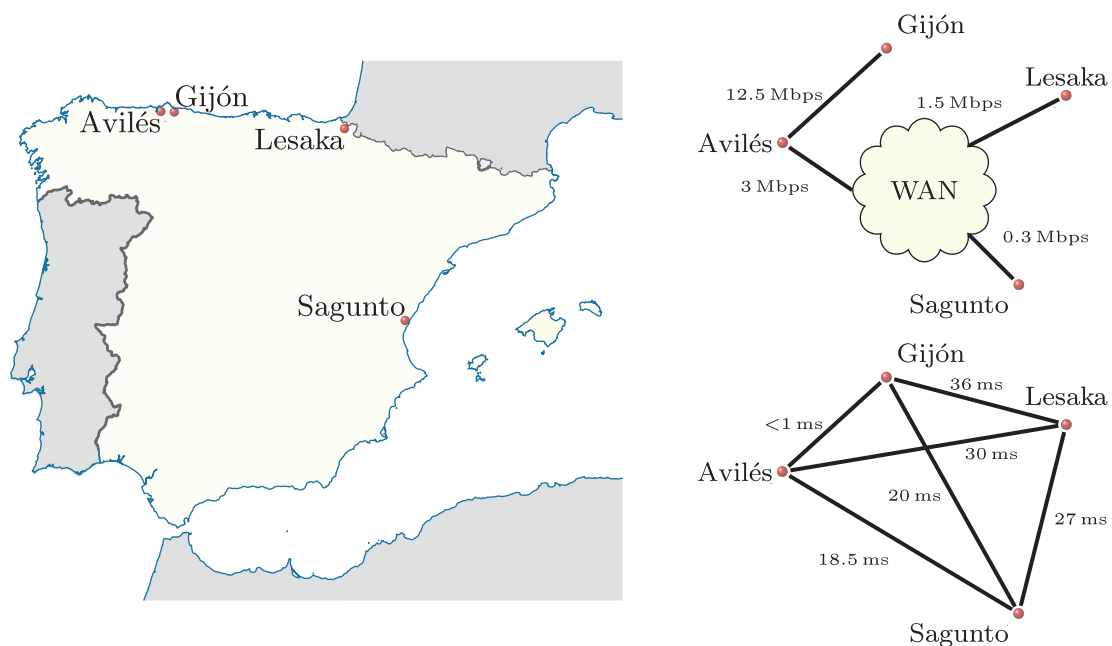 Gijón
Avilés
Lesaka
Sagunto
Gijón
Lesaka
12.5 Mbps
1.5 Mbps
Avilés
WAN
3 Mbps
0.3 Mbps
Sagunto
Gijón
36 ms
Lesaka
<1 ms
30 ms
Avilés
20 ms
27 ms
18.5 ms
Sagunto